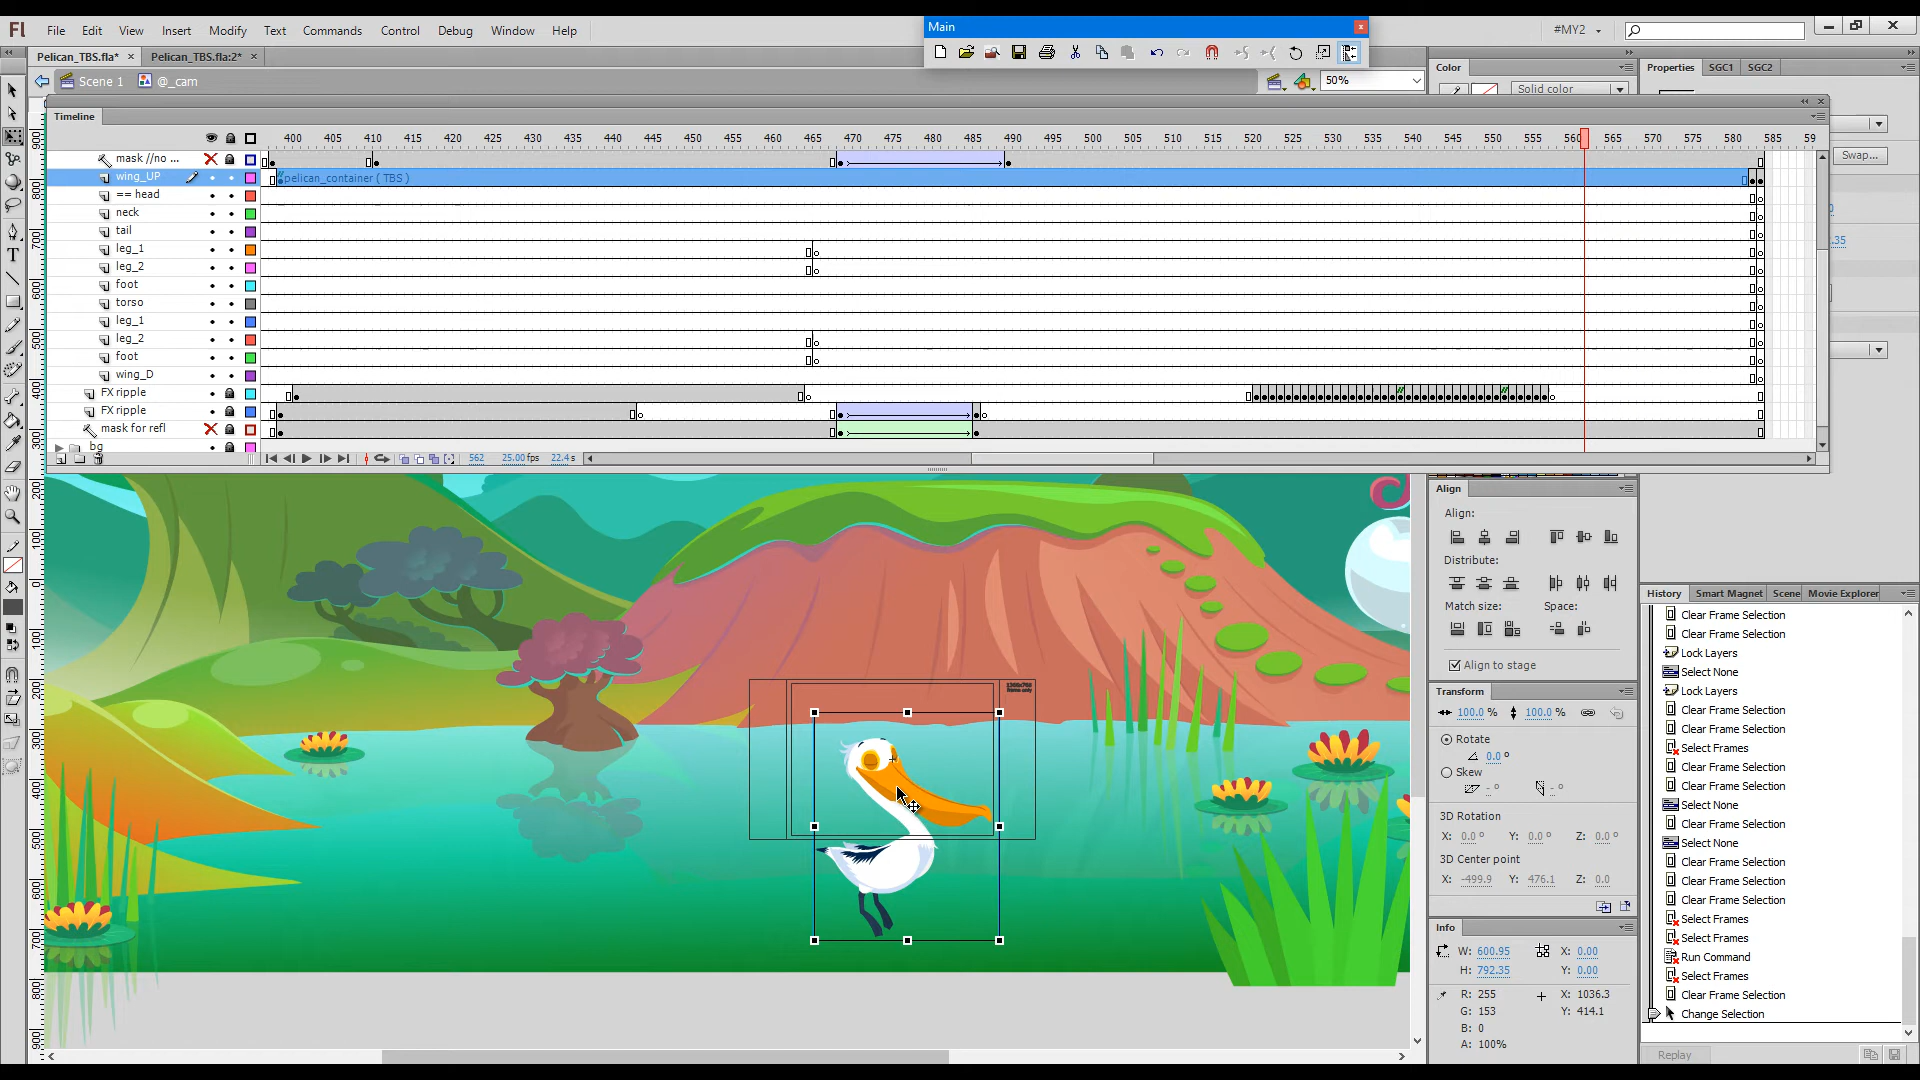 Main
File Edit View Insert Modify Text Commands Control Debug Window Help
#MY2
Pelican_TBS.fla* × Pelican_TBS.fla:2* ×
Scene 1 @_cam
50%
Color
Solid color
Properties SGC1 SGC2
Swap...
.35
Timeline
400 405 410 415 420 425 430 435 440 445 450 455 460 465 470 475 480 485 490 495 500 505 510 515 520 525 530 535 540 545 550 555 560 565 570 575 580 585 59
mask //no ...
wing_UP
pelican_container ( TBS )
== head
neck
tail
leg_1
leg_2
foot
torso
leg_1
leg_2
foot
wing_D
FX ripple
FX ripple
mask for refl
bg
562 25.00 fps 22.4 s
Align
Align:
Distribute:
Match size: Space:
Align to stage
Transform
100.0 % 100.0 %
Rotate
0.0 °
Skew
- ° - °
3D Rotation
X: 0.0 ° Y: 0.0 ° Z: 0.0 °
3D Center point
X: -499.9 Y: 476.1 Z: 0.0
Info
W: 600.95 X: 0.00
H: 792.35 Y: 0.00
R: 255 X: 1036.3
G: 153 Y: 414.1
B: 0
A: 100%
History Smart Magnet Scene Movie Explorer
Clear Frame Selection
Clear Frame Selection
Lock Layers
Select None
Lock Layers
Clear Frame Selection
Clear Frame Selection
Select Frames
Clear Frame Selection
Clear Frame Selection
Select None
Clear Frame Selection
Select None
Clear Frame Selection
Clear Frame Selection
Clear Frame Selection
Select Frames
Select Frames
Run Command
Select Frames
Clear Frame Selection
Change Selection
Replay